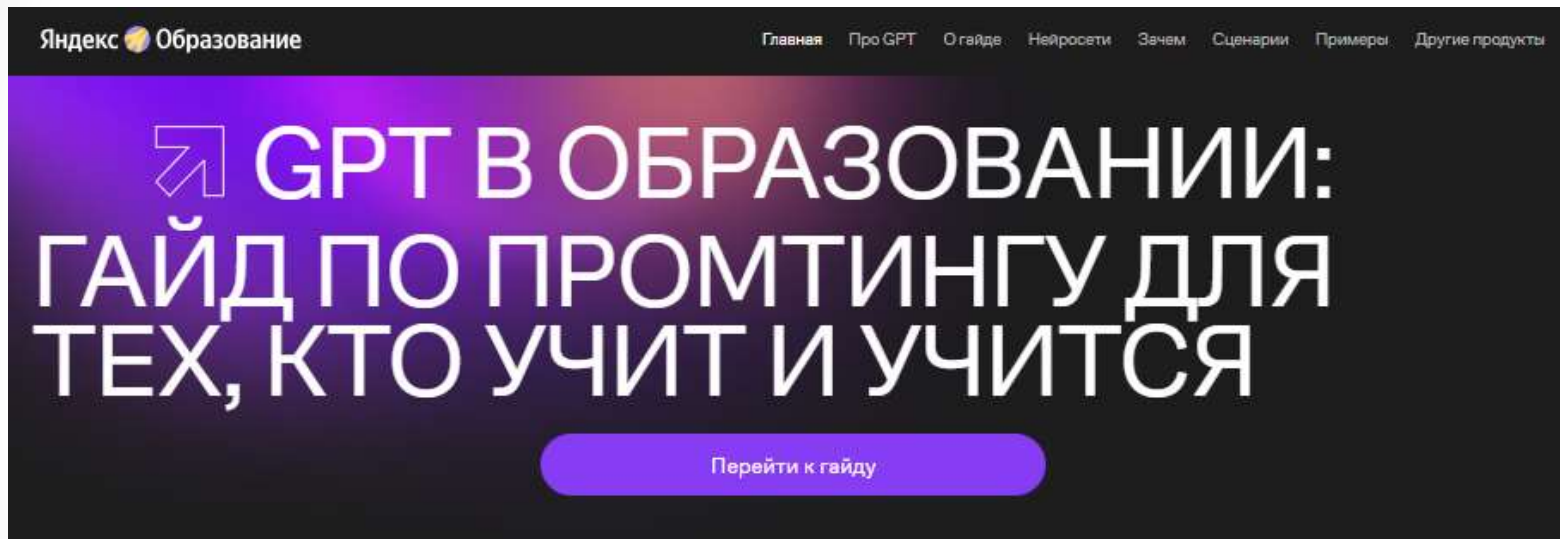 Яндекс Образование
Главная Про GPT О гайде Нейросети Зачем Сценарии Примеры Другие продукты
GPT В ОБРАЗОВАНИИ:
ГАЙД ПО ПРОМТИНГУ ДЛЯ
ТЕХ, КТО УЧИТ И УЧИТСЯ
Перейти к гайду